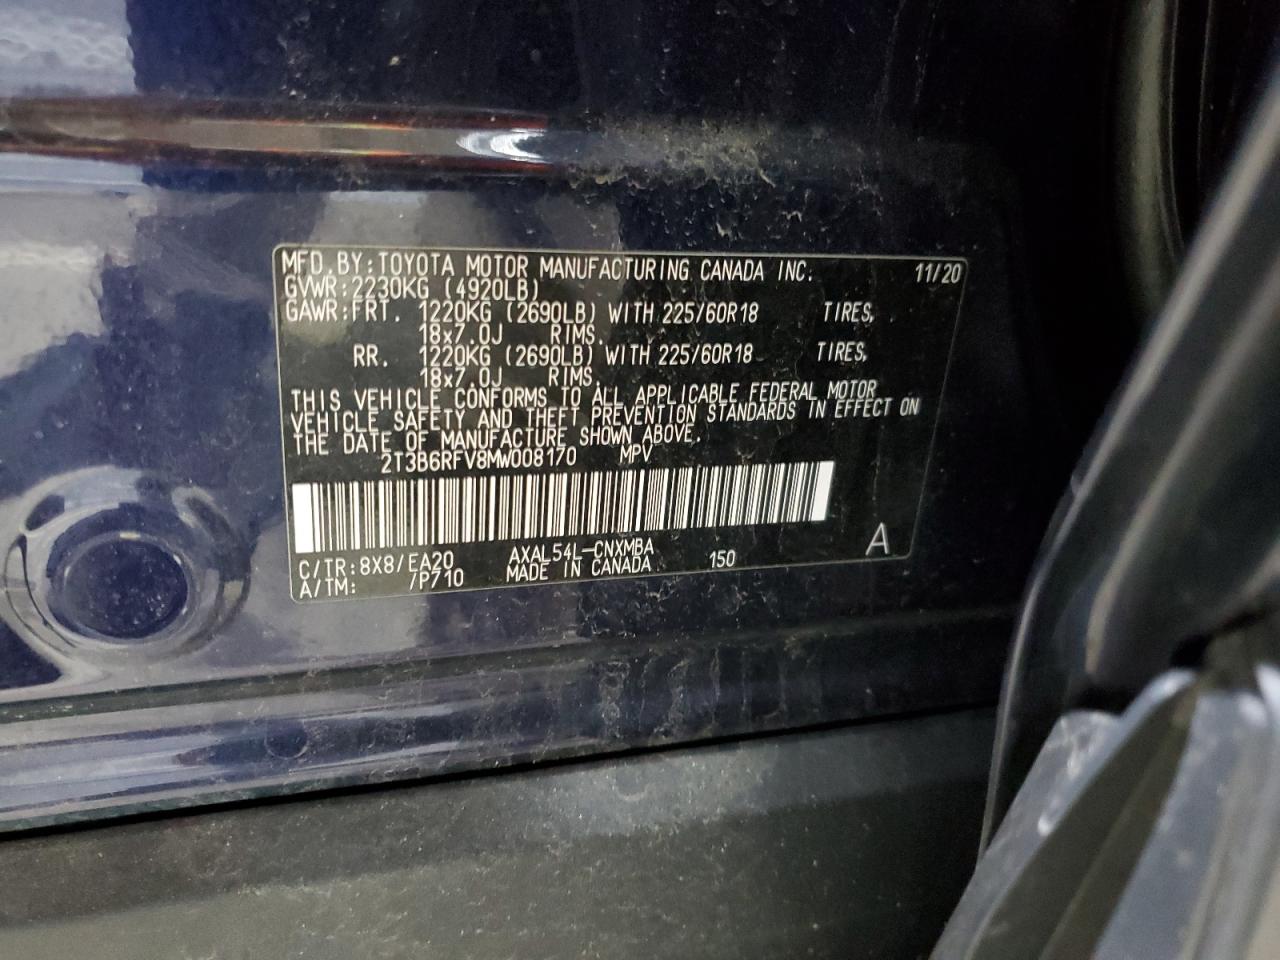 MFD.BY:TOYOTA MOTOR MANUFACTURING CANADA INC. 11/20
GVWR:2230KG (4920LB)
GAWR:FRT. 1220KG (2690LB) WITH 225/60R18 TIRES,
18x7.0J RIMS.
RR. 1220KG (2690LB) WITH 225/60R18 TIRES,
18x7.0J RIMS.
THIS VEHICLE CONFORMS TO ALL APPLICABLE FEDERAL MOTOR
VEHICLE SAFETY AND THEFT PREVENTION STANDARDS IN EFFECT ON
THE DATE OF MANUFACTURE SHOWN ABOVE.
2T3B6RFV8MW008170 MPV
C/TR:8X8/EA20 AXAL54L-CNXMBA 150 A
A/TM: /P710 MADE IN CANADA